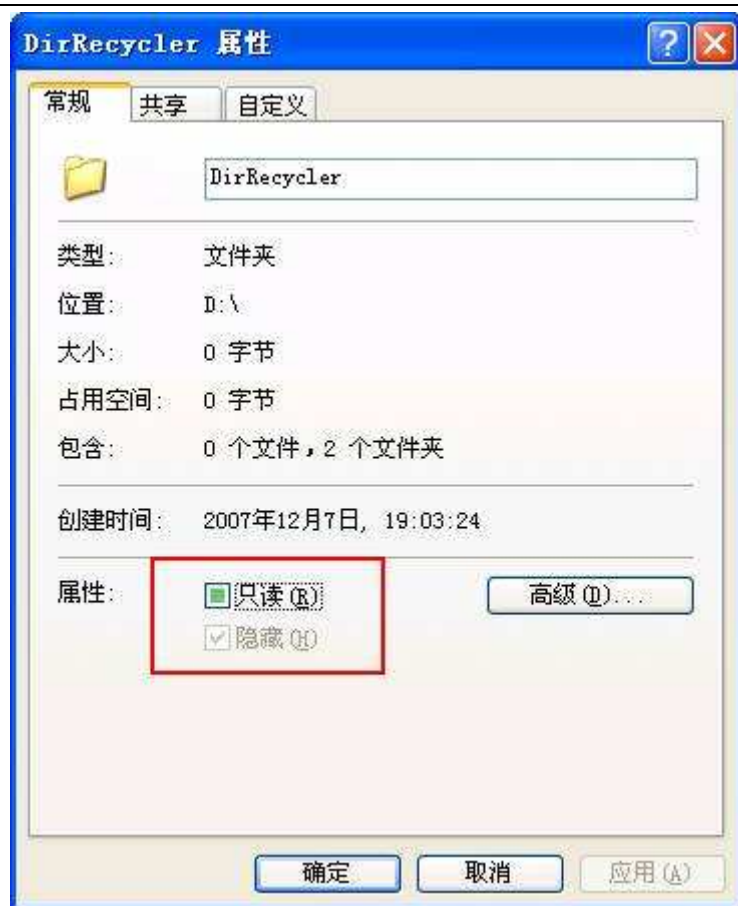 DirRecycler 属性
常规 共享 自定义
DirRecycler
类型: 文件夹
位置: D:\
大小: 0 字节
占用空间: 0 字节
包含: 0 个文件,2 个文件夹
创建时间: 2007年12月7日, 19:03:24
属性: 只读(R) 高级(D)...
隐藏(H)
确定 取消 应用(A)